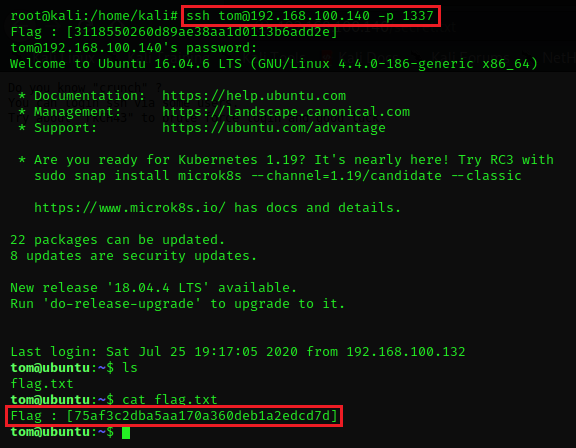 root@kali:/home/kali# ssh tom@192.168.100.140 -p 1337
Flag : [3118550260d89ae38aa1d0113b6add2e]
tom@192.168.100.140's password:
Welcome to Ubuntu 16.04.6 LTS (GNU/Linux 4.4.0-186-generic x86_64)
* Documentation: https://help.ubuntu.com
* Management: https://landscape.canonical.com
* Support: https://ubuntu.com/advantage
* Are you ready for Kubernetes 1.19? It's nearly here! Try RC3 with
sudo snap install microk8s --channel=1.19/candidate --classic
https://www.microk8s.io/ has docs and details.
22 packages can be updated.
8 updates are security updates.
New release '18.04.4 LTS' available.
Run 'do-release-upgrade' to upgrade to it.
Last login: Sat Jul 25 19:17:05 2020 from 192.168.100.132
tom@ubuntu:~$ ls
flag.txt
tom@ubuntu:~$ cat flag.txt
Flag : [75af3c2dba5aa170a360deb1a2edcd7d]
tom@ubuntu:~$